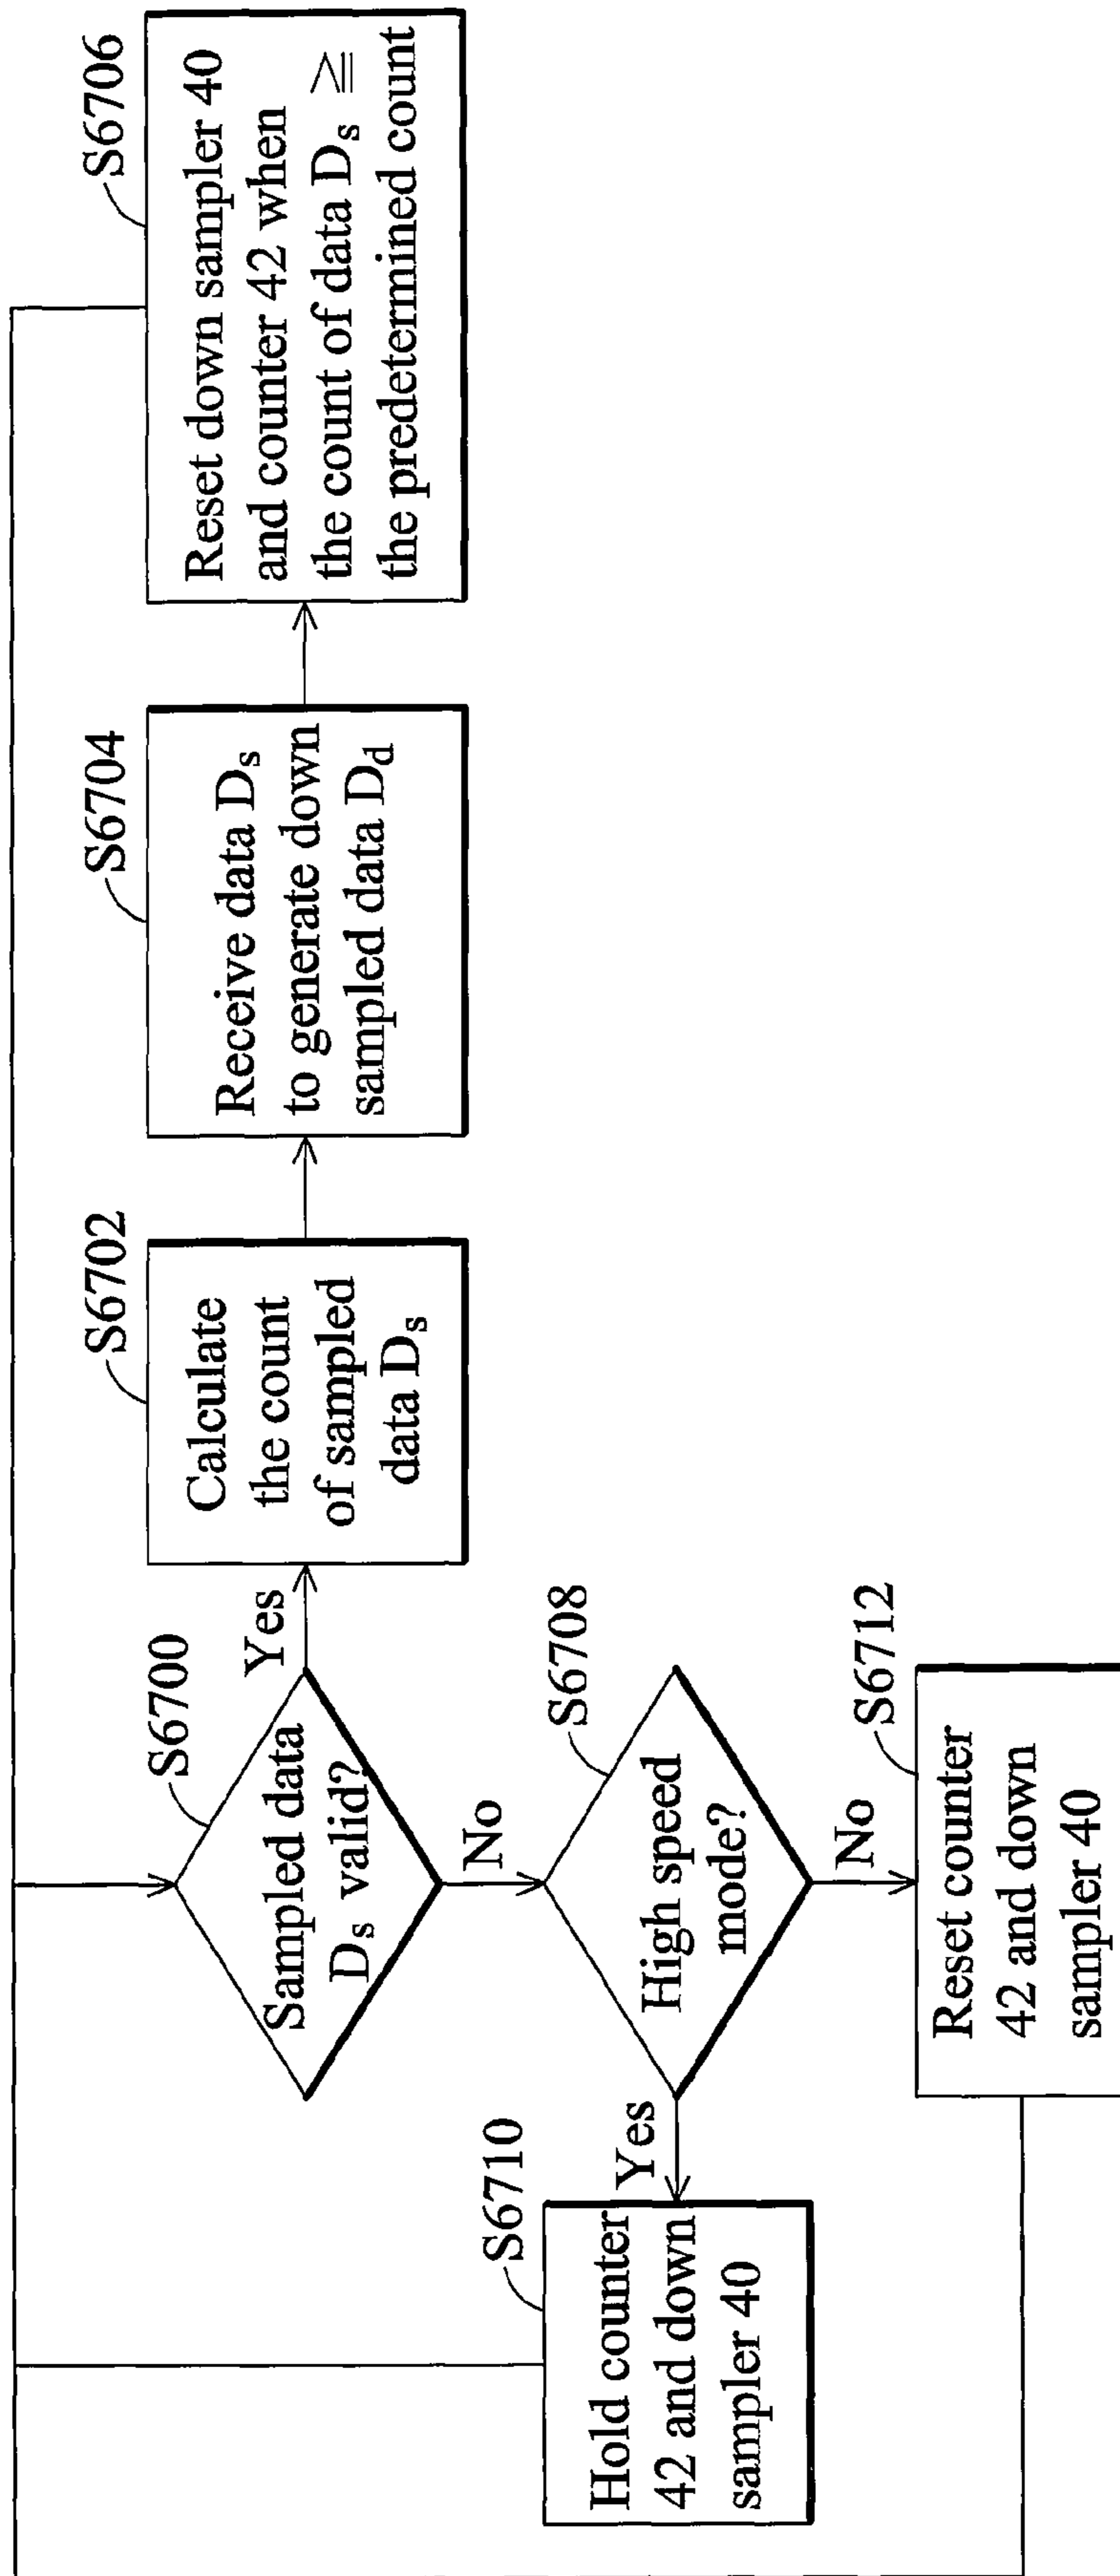 S6700
Sampled data
Dₛ valid?
Yes
No
S6702
Calculate
the count
of sampled
data Dₛ
S6704
Receive data Dₛ
to generate down
sampled data D_d
S6706
Reset down sampler 40
and counter 42 when
the count of data Dₛ ≧
the predetermined count
S6708
High speed
mode?
Yes
No
S6710
Hold counter
42 and down
sampler 40
S6712
Reset counter
42 and down
sampler 40